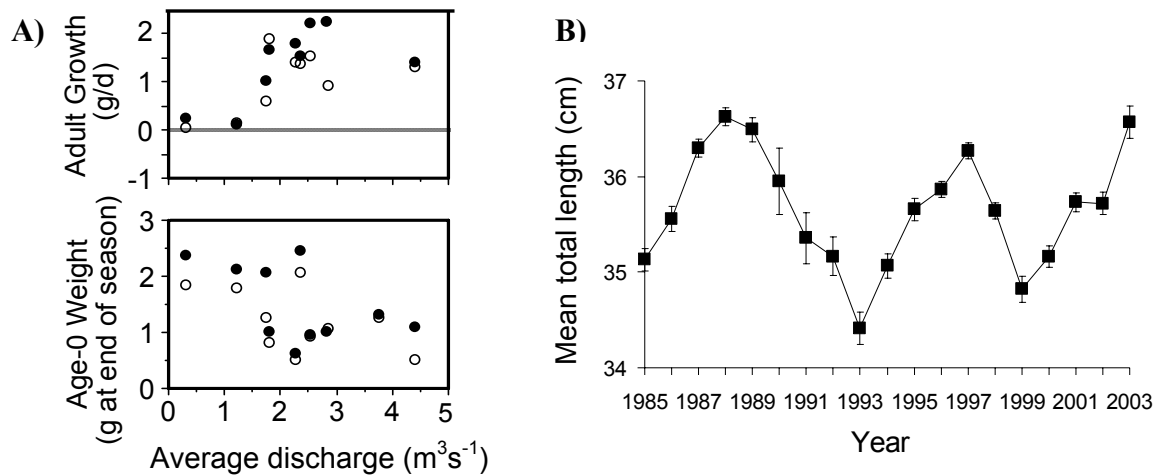 A)
Adult Growth
(g/d)
2
1
0
-1
Age-0 Weight
(g at end of season)
3
2
1
0
0 1 2 3 4 5
Average discharge (m³s⁻¹)
B)
Mean total length (cm)
37
36
35
34
1985 1987 1989 1991 1993 1995 1997 1999 2001 2003
Year